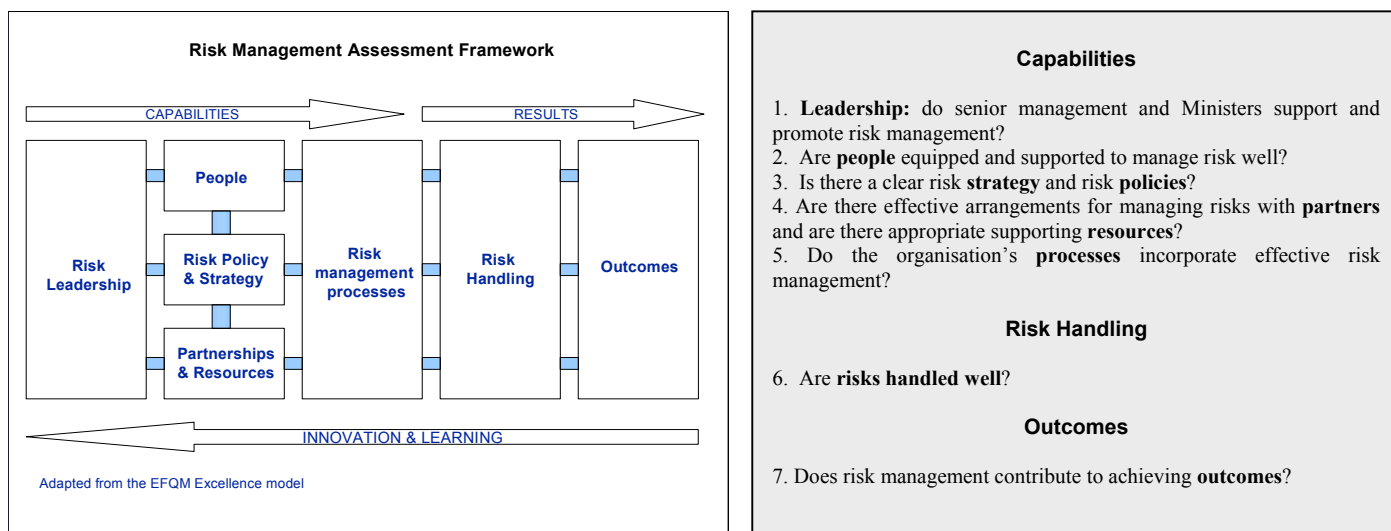 Risk Management Assessment Framework
CAPABILITIES
RESULTS
Risk
Leadership
People
Risk Policy
& Strategy
Partnerships
& Resources
Risk
management
processes
Risk
Handling
Outcomes
INNOVATION & LEARNING
Adapted from the EFQM Excellence model
Capabilities
1. Leadership: do senior management and Ministers support and
promote risk management?
2. Are people equipped and supported to manage risk well?
3. Is there a clear risk strategy and risk policies?
4. Are there effective arrangements for managing risks with partners
and are there appropriate supporting resources?
5. Do the organisation's processes incorporate effective risk
management?
Risk Handling
6. Are risks handled well?
Outcomes
7. Does risk management contribute to achieving outcomes?